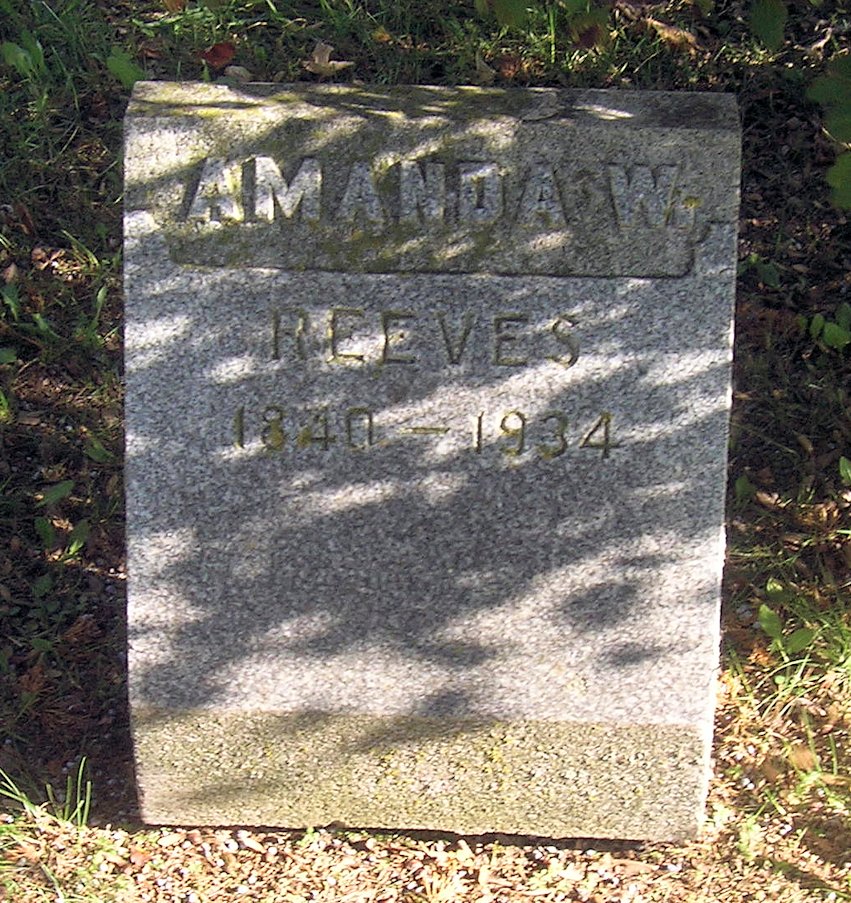 AMANDA W.
REEVES
1840 – 1934